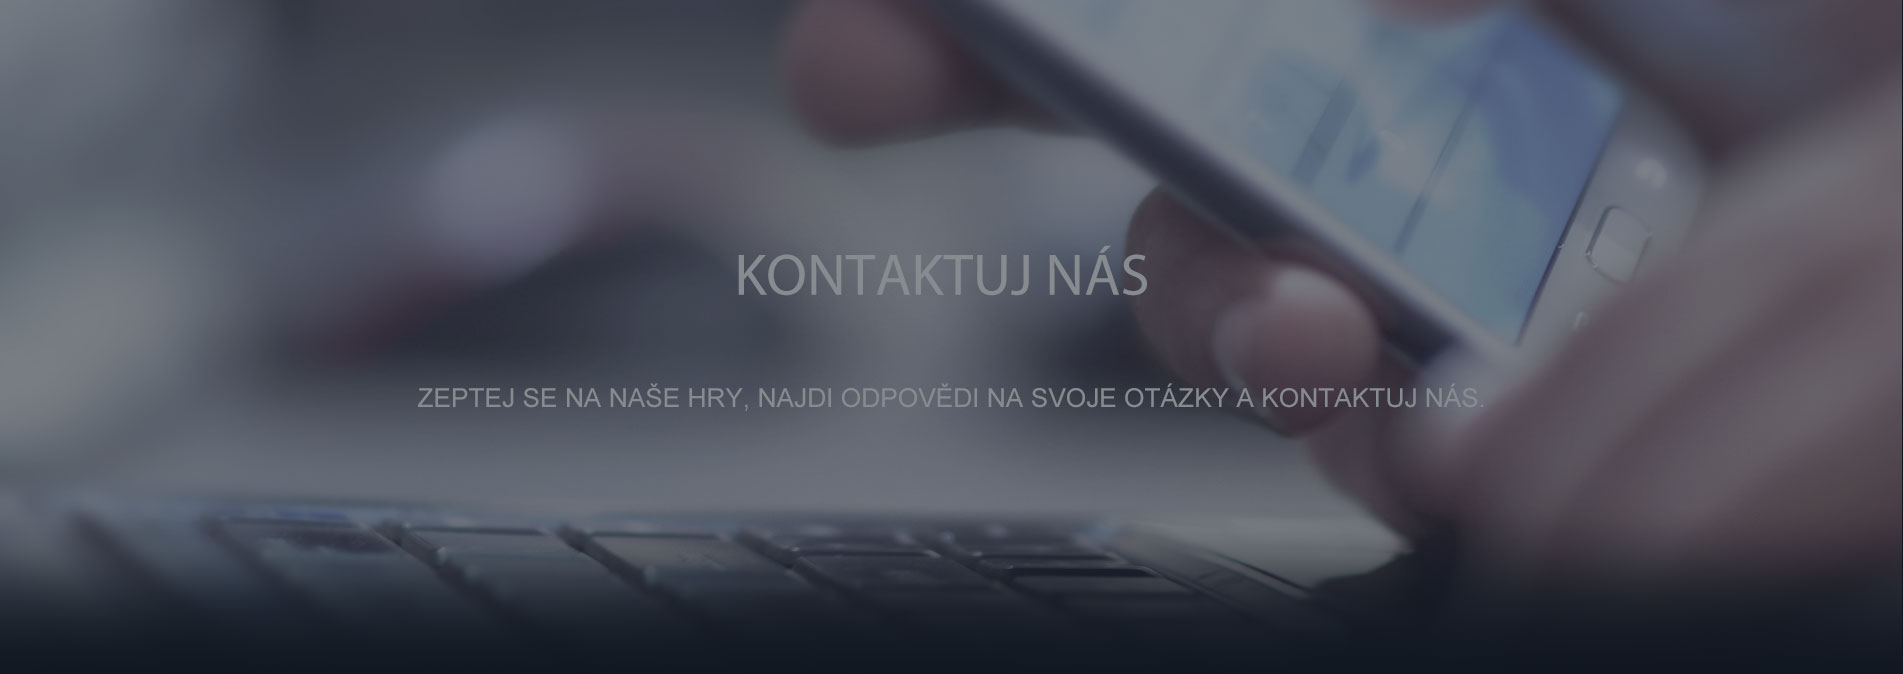 KONTAKTUJ NÁS
ZEPTEJ SE NA NAŠE HRY, NAJDI ODPOVĚDI NA SVOJE OTÁZKY A KONTAKTUJ NÁS.